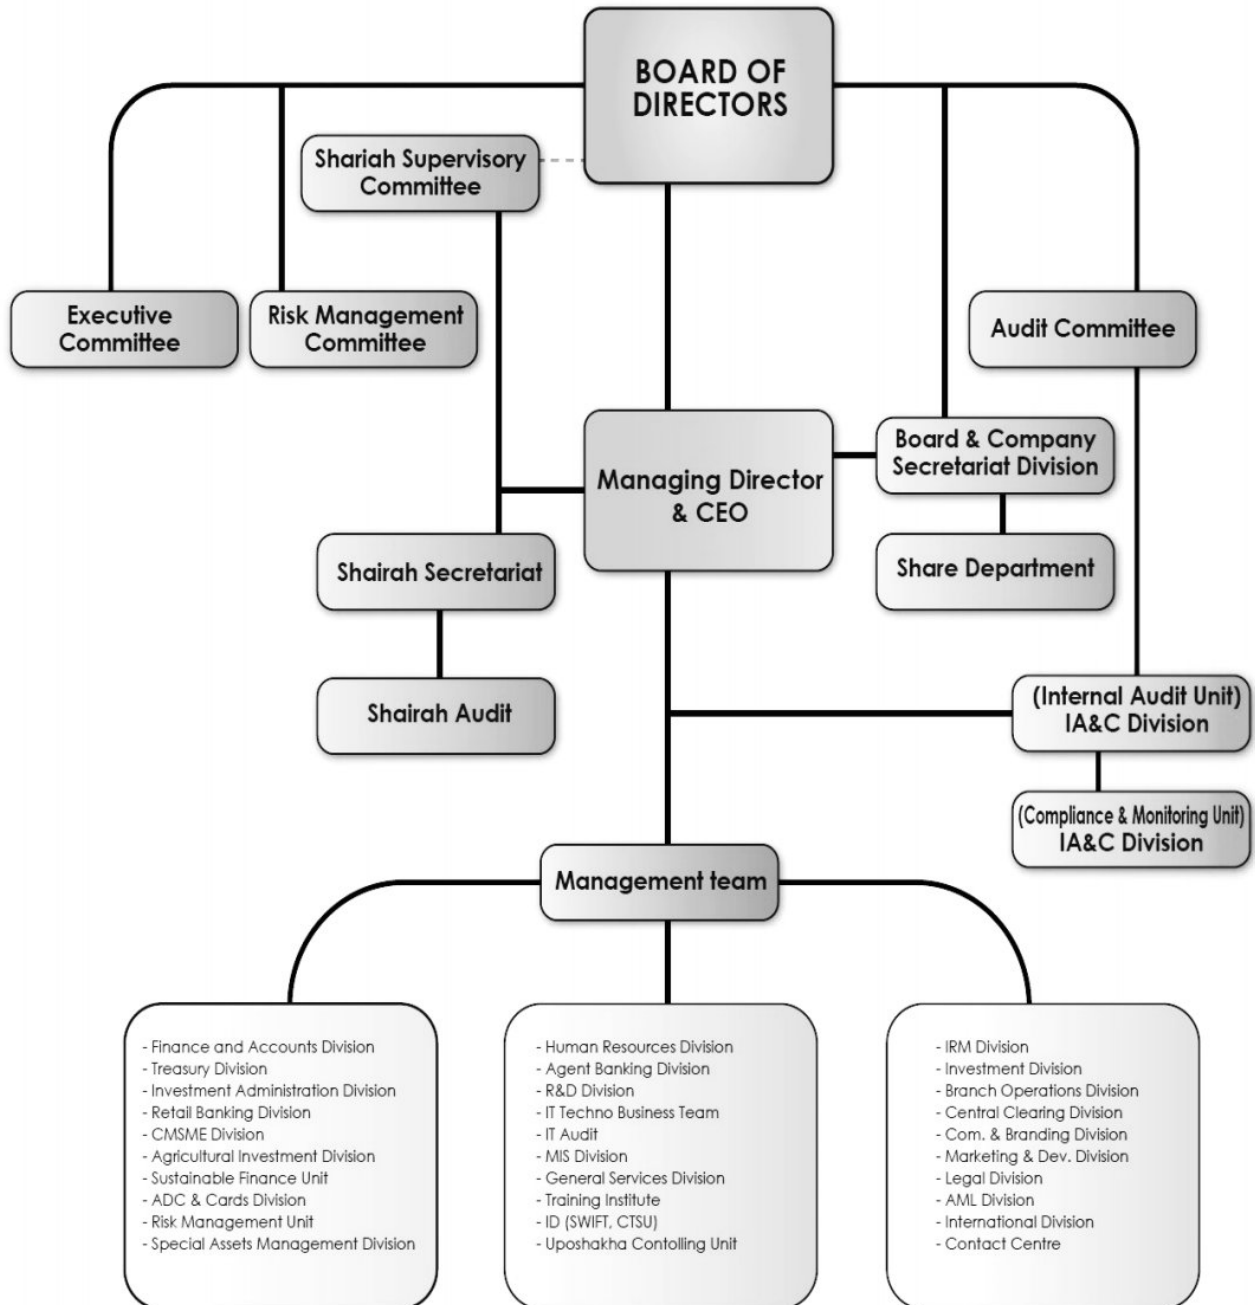 BOARD OF
DIRECTORS
Shariah Supervisory
Committee
Executive
Committee
Risk Management
Committee
Audit Committee
Managing Director
& CEO
Board & Company
Secretariat Division
Shairah Secretariat
Share Department
Shairah Audit
(Internal Audit Unit)
IA&C Division
(Compliance & Monitoring Unit)
IA&C Division
Management team
- Finance and Accounts Division
- Treasury Division
- Investment Administration Division
- Retail Banking Division
- CMSME Division
- Agricultural Investment Division
- Sustainable Finance Unit
- ADC & Cards Division
- Risk Management Unit
- Special Assets Management Division
- Human Resources Division
- Agent Banking Division
- R&D Division
- IT Techno Business Team
- IT Audit
- MIS Division
- General Services Division
- Training Institute
- ID (SWIFT, CTSU)
- Uposhakha Contolling Unit
- IRM Division
- Investment Division
- Branch Operations Division
- Central Clearing Division
- Com. & Branding Division
- Marketing & Dev. Division
- Legal Division
- AML Division
- International Division
- Contact Centre